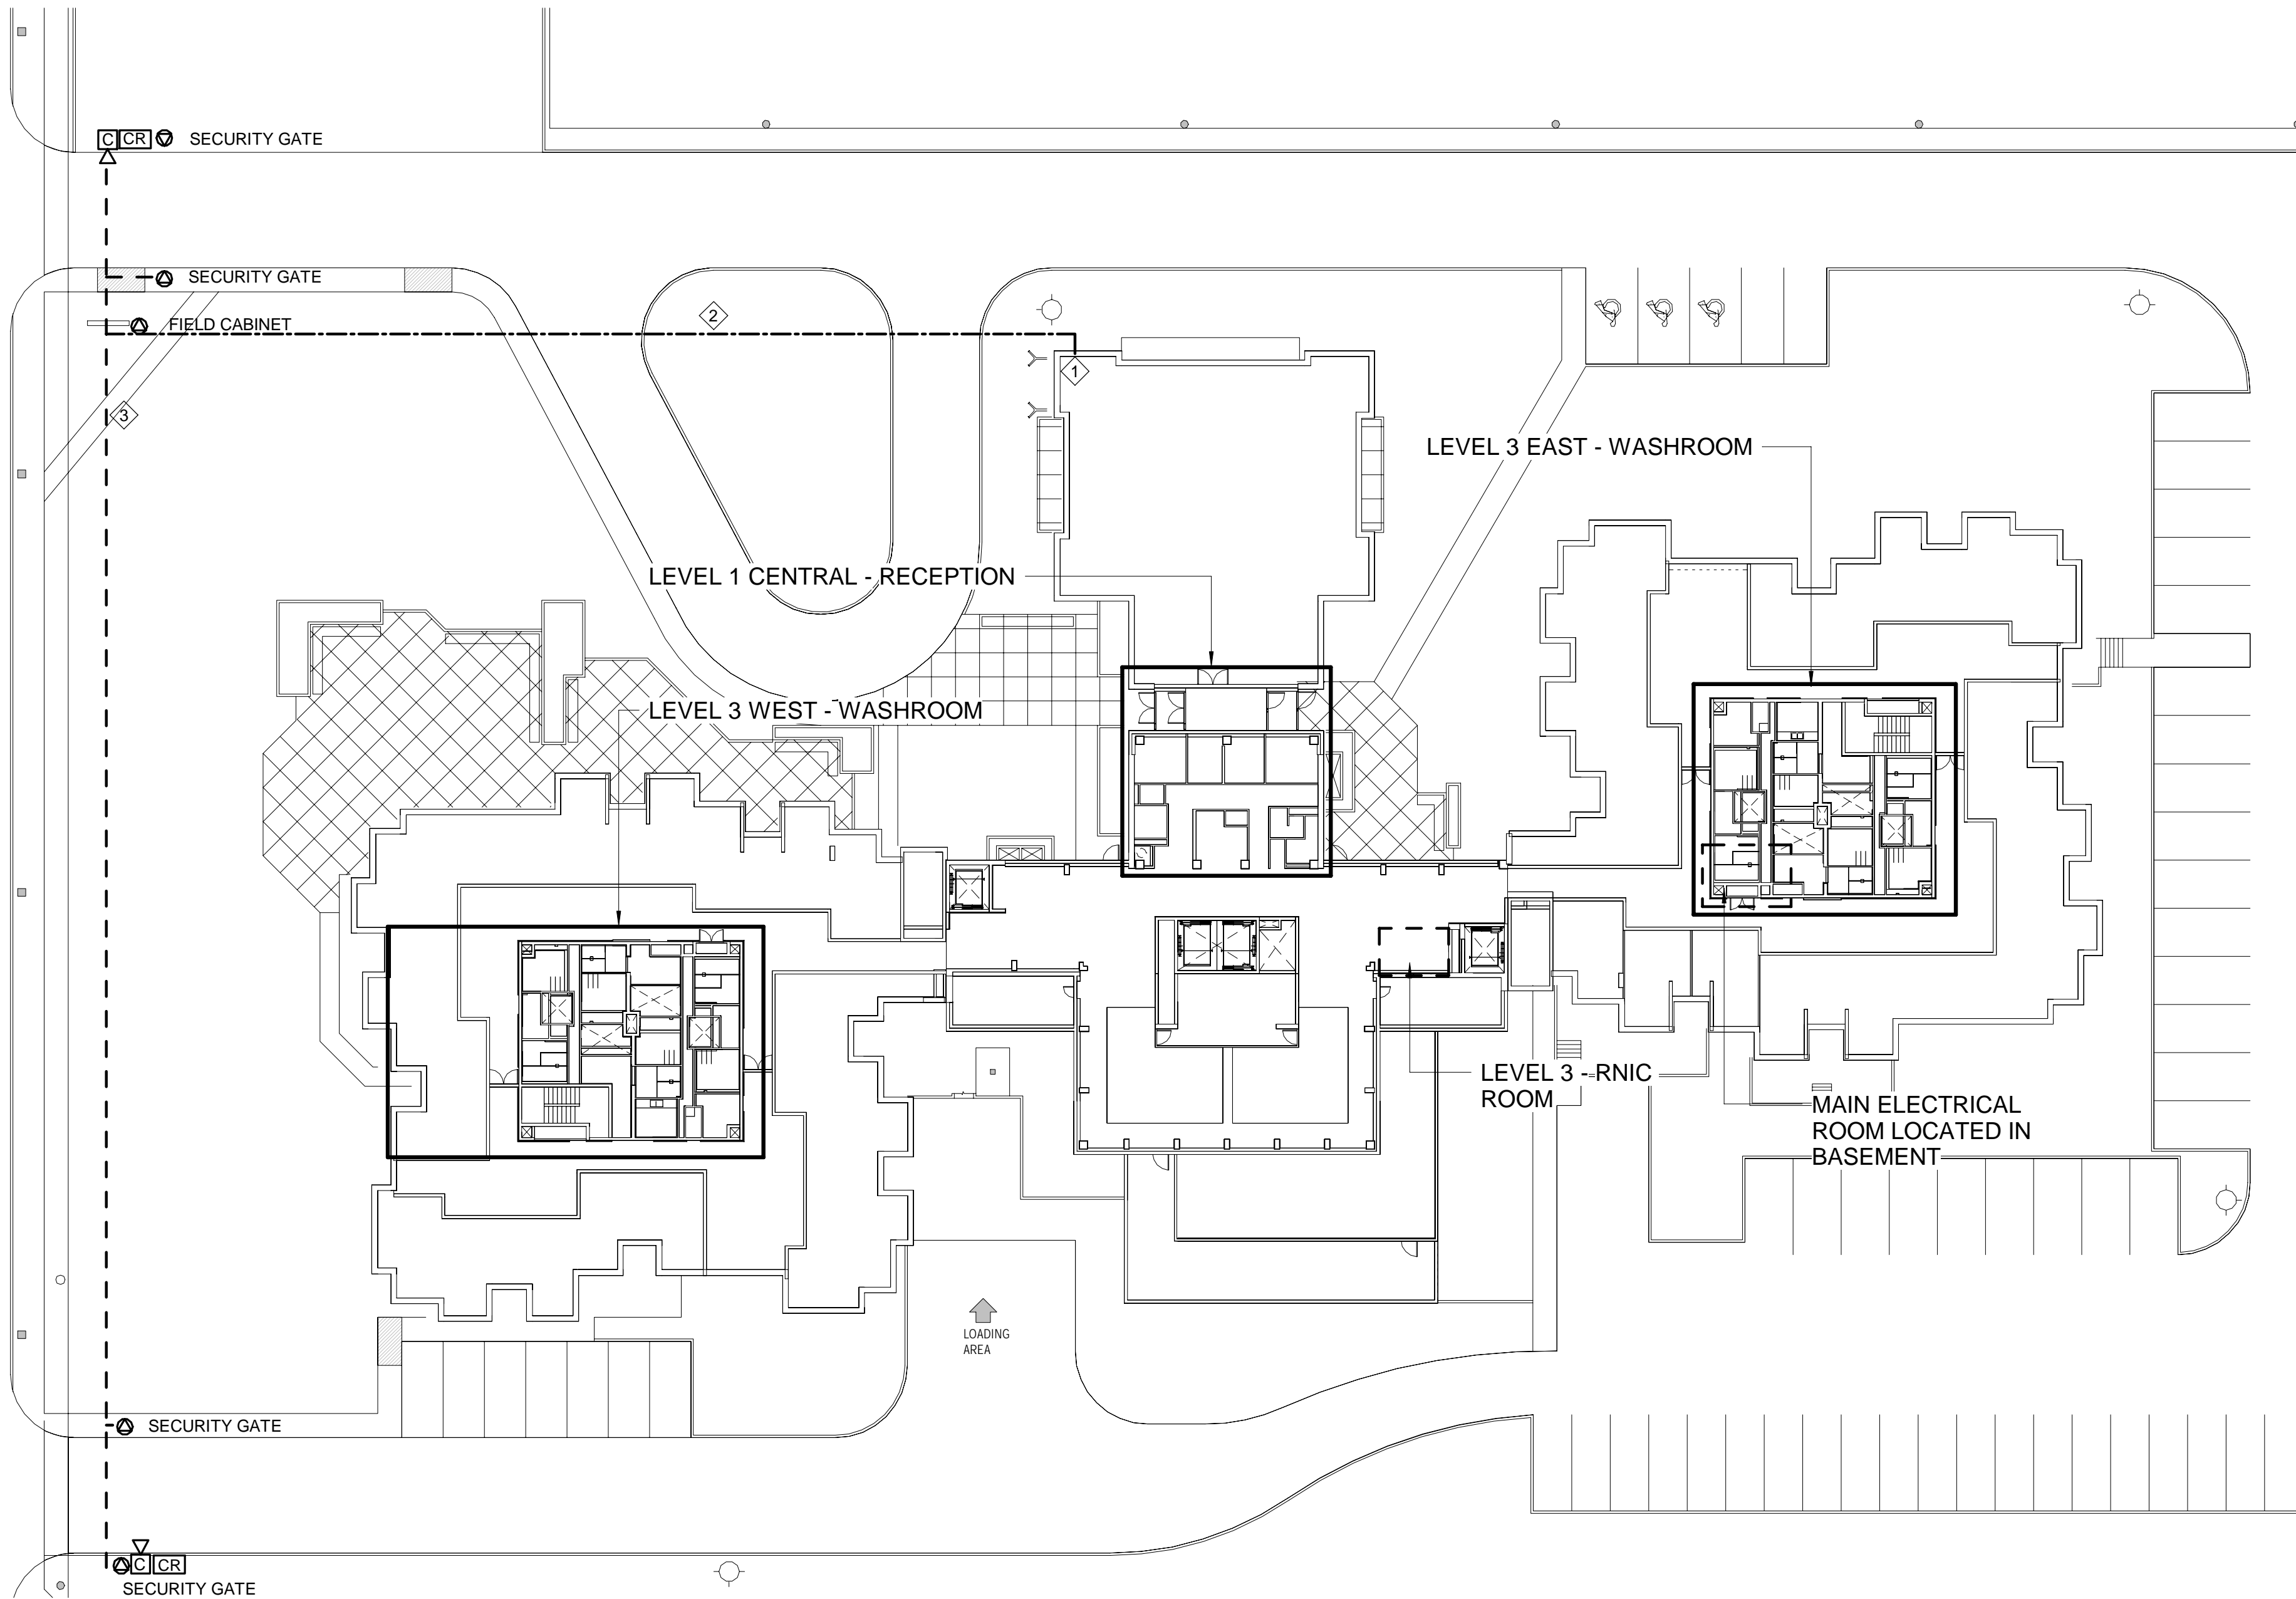 C CR SECURITY GATE
SECURITY GATE
FIELD CABINET
2
1
3
LEVEL 3 EAST - WASHROOM
LEVEL 1 CENTRAL - RECEPTION
LEVEL 3 WEST - WASHROOM
LEVEL 3 - RNIC
ROOM
MAIN ELECTRICAL
ROOM LOCATED IN
BASEMENT
LOADING
AREA
SECURITY GATE
C CR
SECURITY GATE